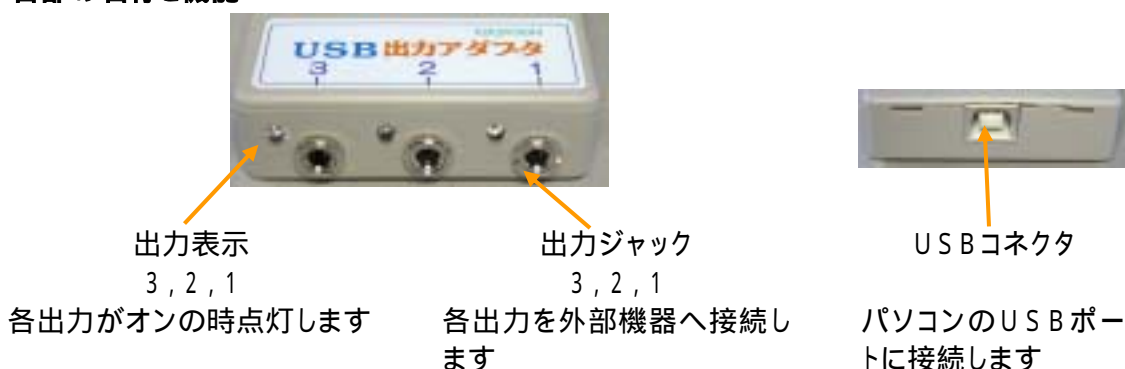 各部の名称と機能
USB出力アダプタ
3 2 1
出力表示
3,2,1
各出力がオンの時点灯します
出力ジャック
3,2,1
各出力を外部機器へ接続し
ます
USBコネクタ
パソコンのUSBポー
トに接続します